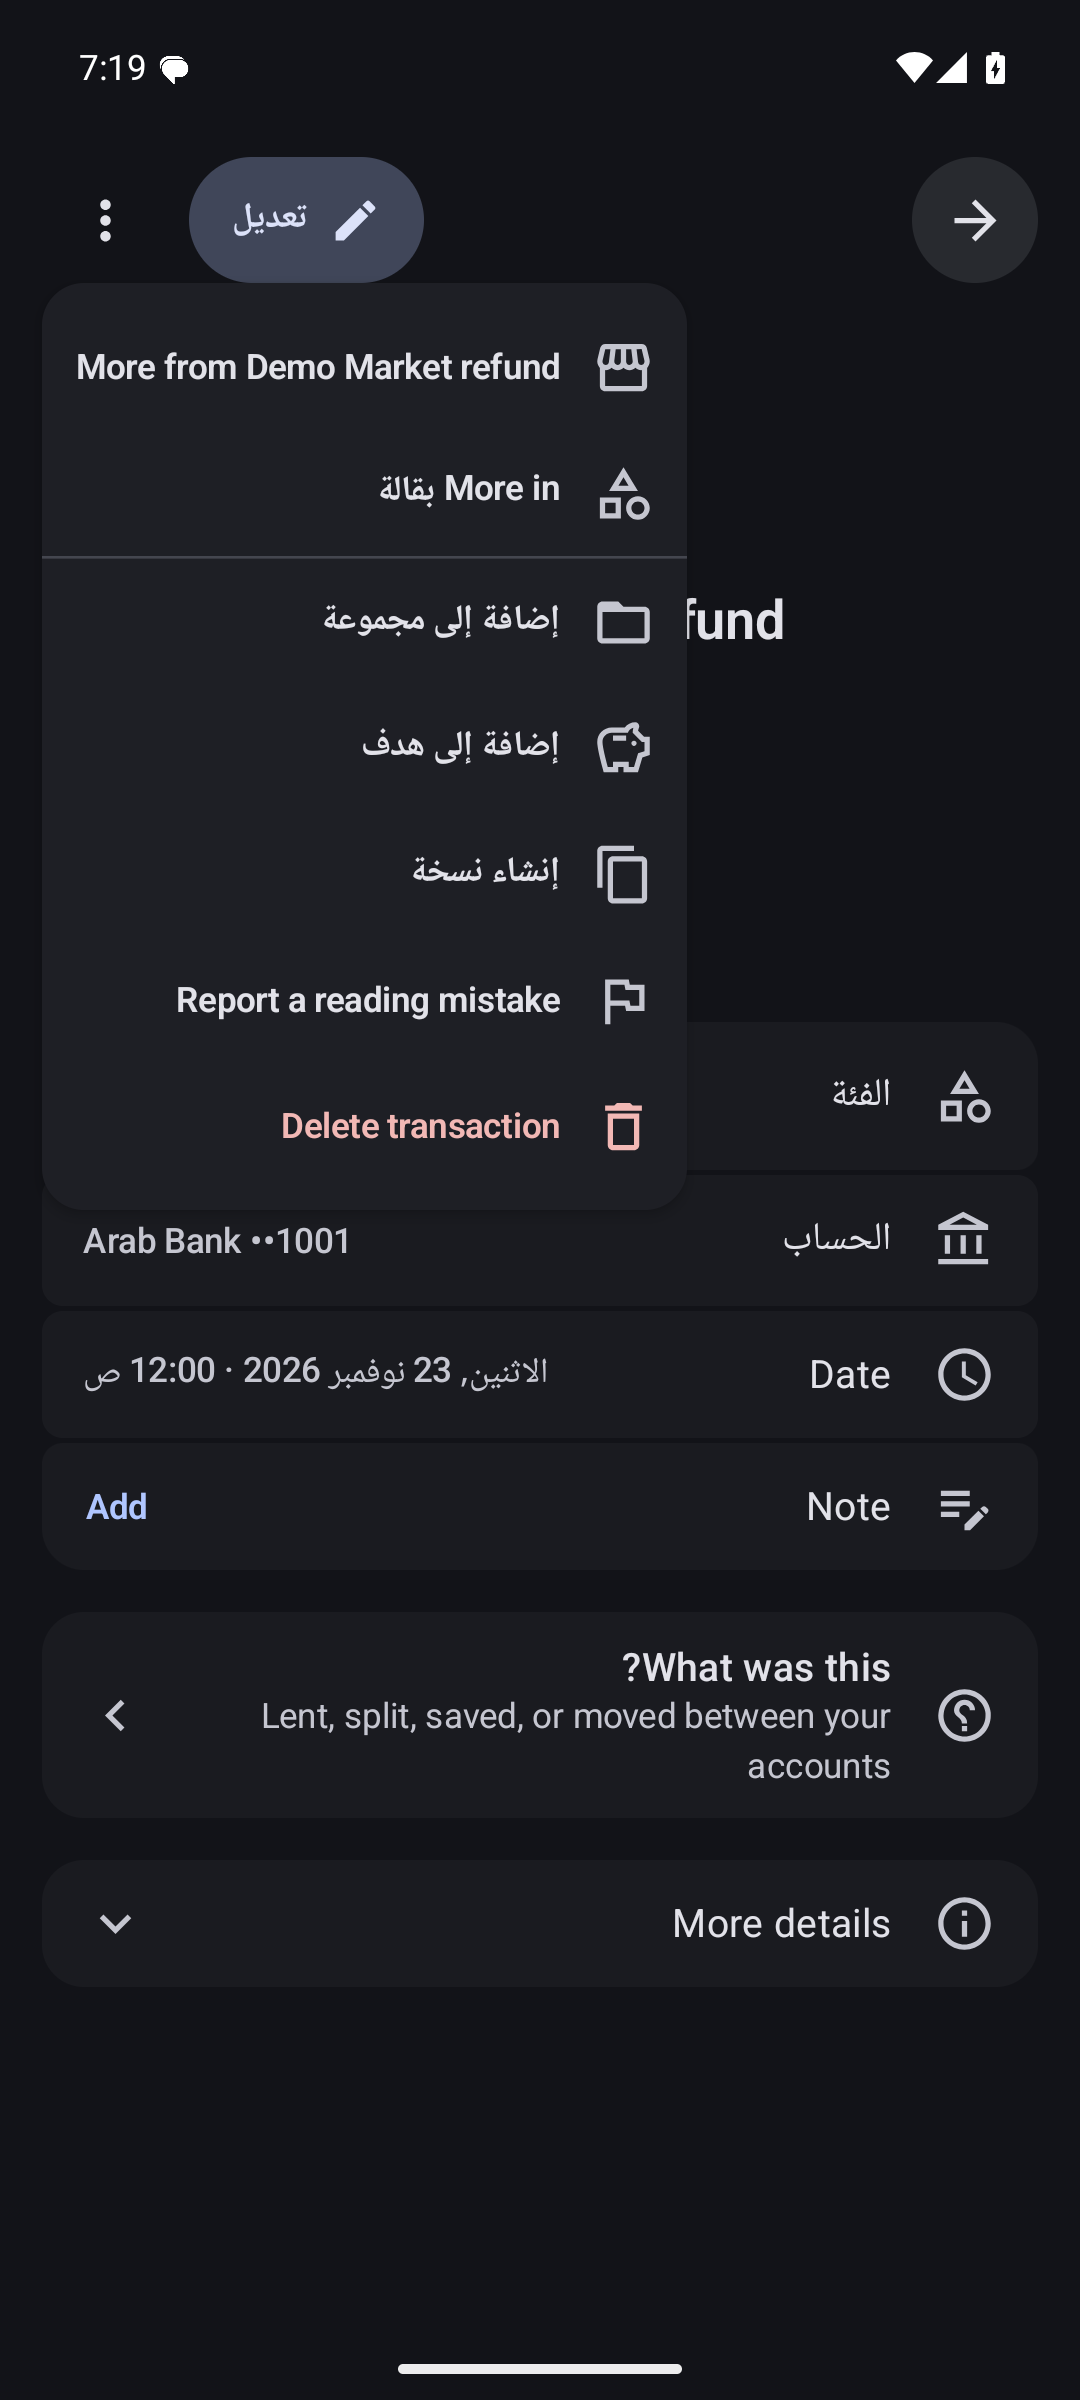 7:19
تعديل
More from Demo Market refund
More in بقالة
إضافة إلى مجموعة
fund
إضافة إلى هدف
إنشاء نسخة
Report a reading mistake
الفئة
Delete transaction
الحساب
Arab Bank ••1001
Date
الاثنين, 23 نوفمبر 2026 · 12:00 ص
Note
Add
What was this?
Lent, split, saved, or moved between your
accounts
More details